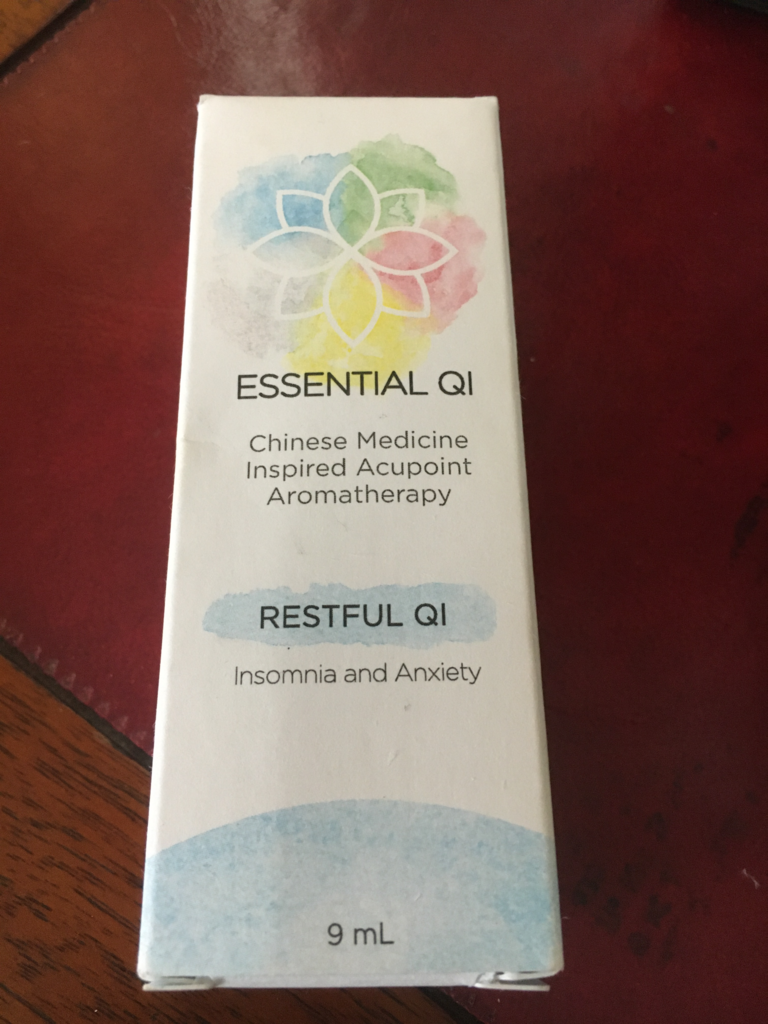 ESSENTIAL QI
Chinese Medicine
Inspired Acupoint
Aromatherapy
RESTFUL QI
Insomnia and Anxiety
9 mL